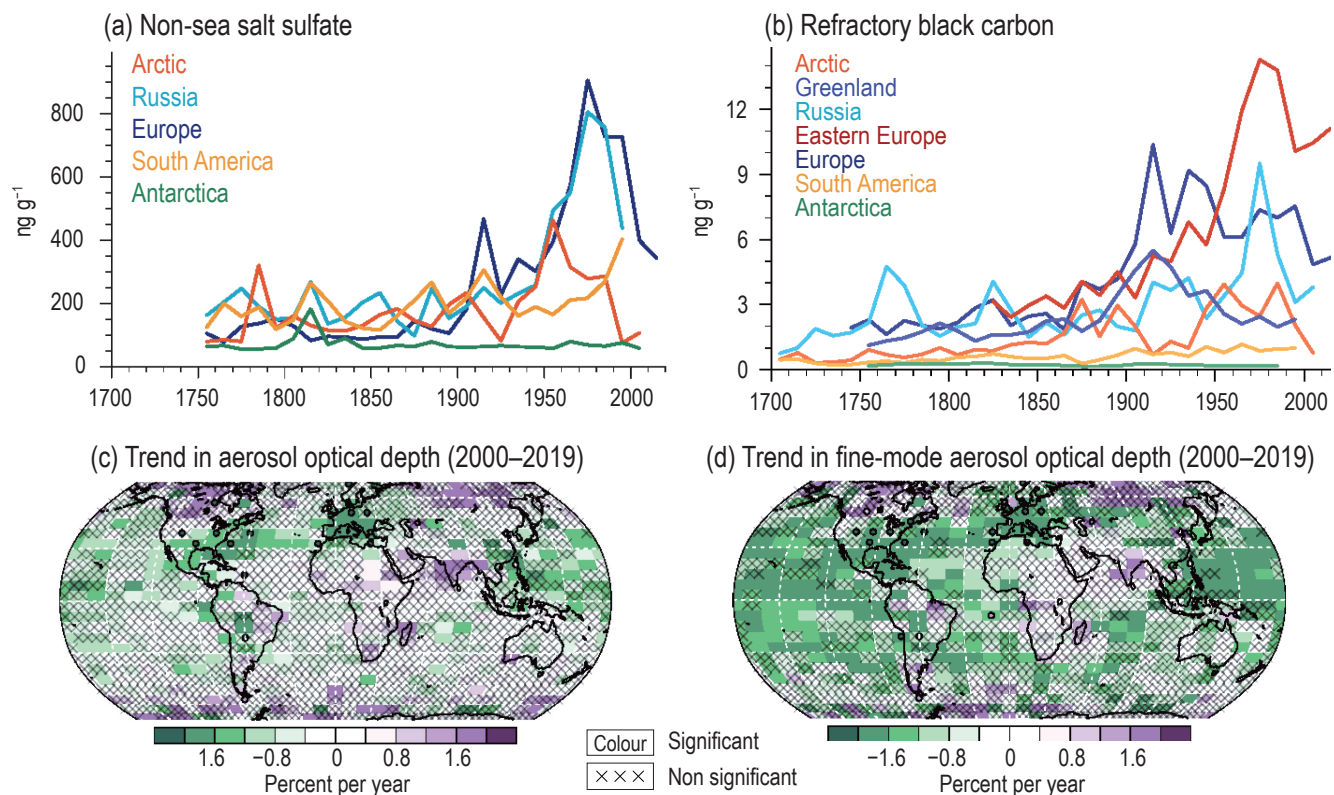 (a) Non-sea salt sulfate
Arctic
Russia
Europe
South America
Antarctica
ng g⁻¹
800
600
400
200
0
1700 1750 1800 1850 1900 1950 2000
(b) Refractory black carbon
Arctic
Greenland
Russia
Eastern Europe
Europe
South America
Antarctica
ng g⁻¹
12
9
6
3
0
1700 1750 1800 1850 1900 1950 2000
(c) Trend in aerosol optical depth (2000–2019)
1.6 −0.8 0 0.8 1.6
Percent per year
(d) Trend in fine-mode aerosol optical depth (2000–2019)
−1.6 −0.8 0 0.8 1.6
Percent per year
Colour Significant
Non significant